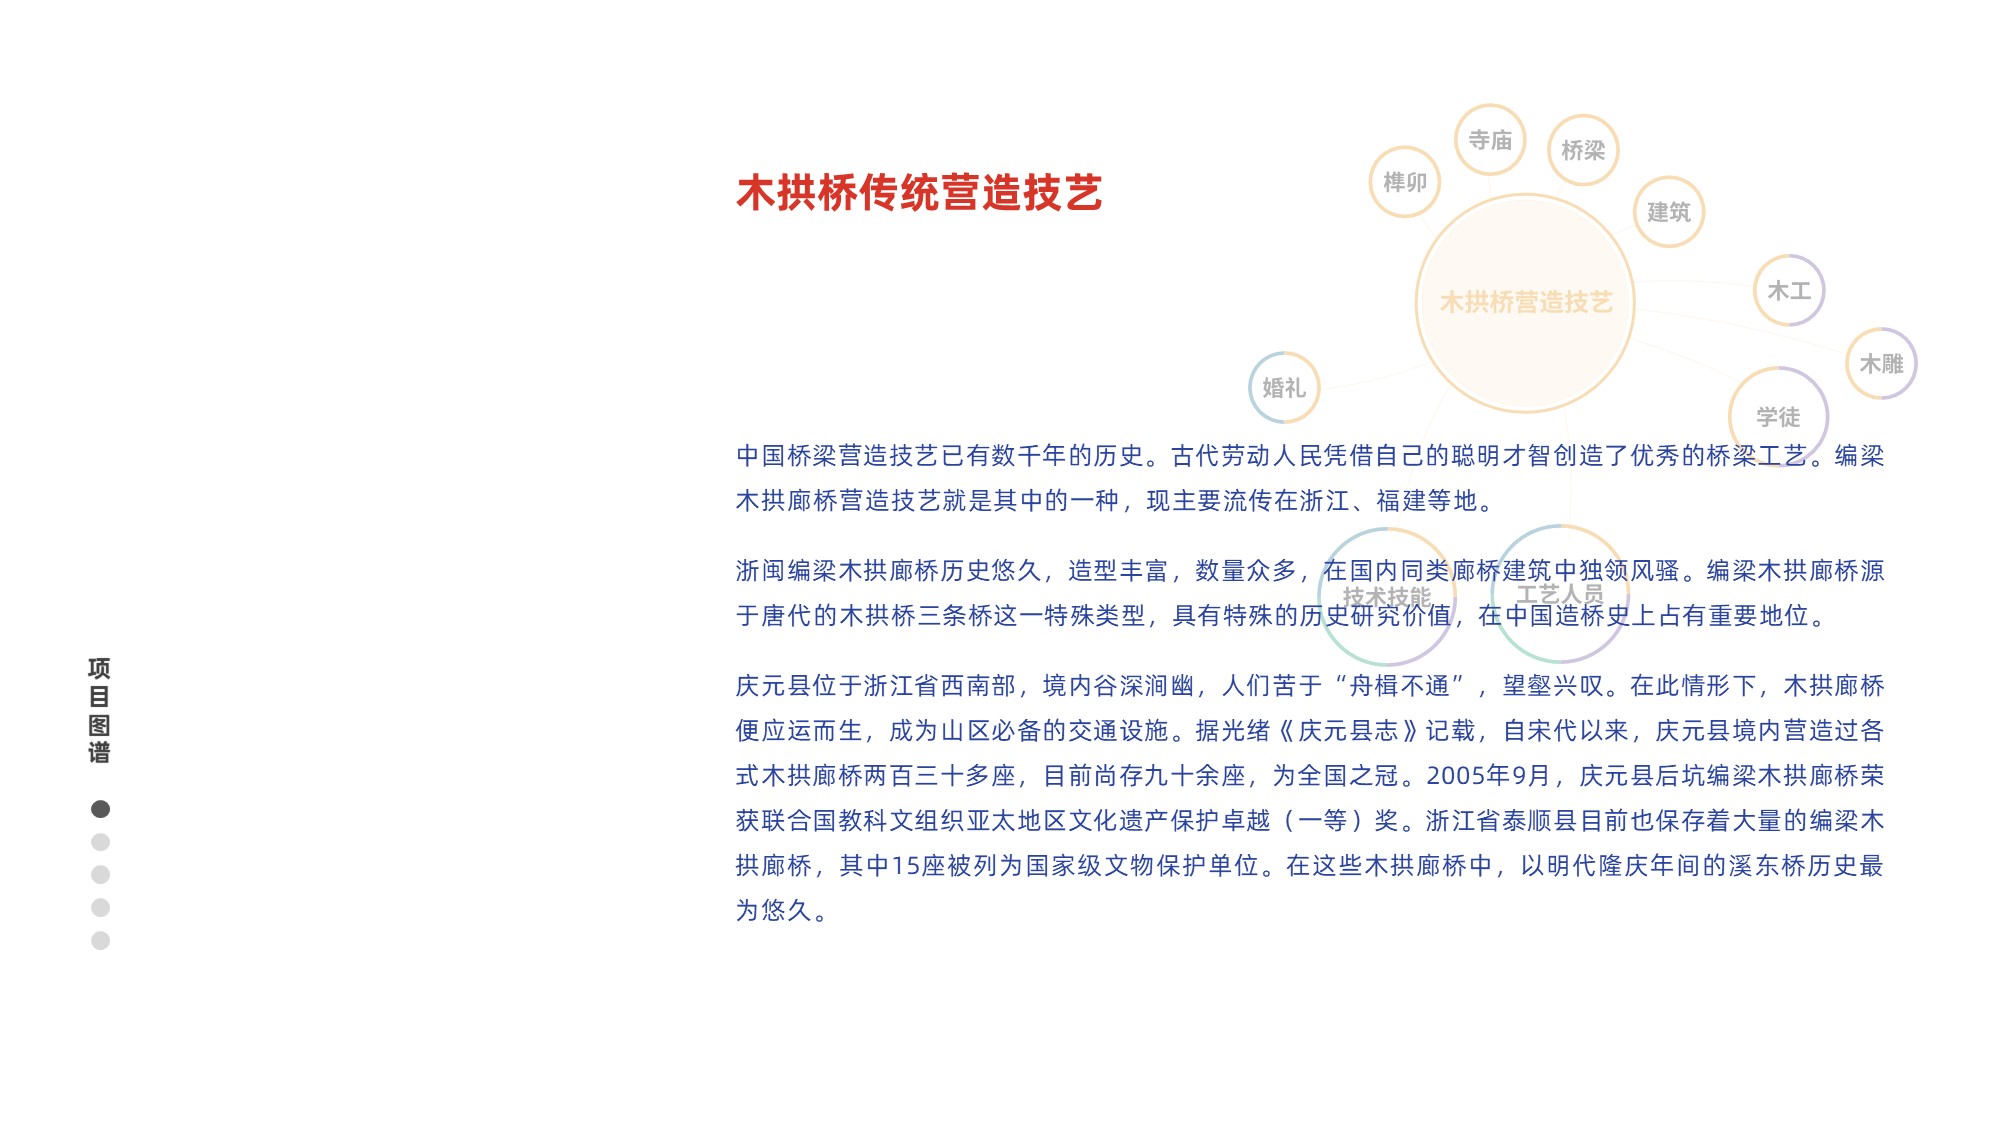 木拱桥传统营造技艺
寺庙
桥梁
榫卯
建筑
木拱桥营造技艺
木工
木雕
婚礼
学徒
中国桥梁营造技艺已有数千年的历史。古代劳动人民凭借自己的聪明才智创造了优秀的桥梁工艺。编梁
木拱廊桥营造技艺就是其中的一种，现主要流传在浙江、福建等地。
浙闽编梁木拱廊桥历史悠久，造型丰富，数量众多，在国内同类廊桥建筑中独领风骚。编梁木拱廊桥源
技术技能
工艺人员
于唐代的木拱桥三条桥这一特殊类型，具有特殊的历史研究价值，在中国造桥史上占有重要地位。
庆元县位于浙江省西南部，境内谷深涧幽，人们苦于“舟楫不通”，望壑兴叹。在此情形下，木拱廊桥
便应运而生，成为山区必备的交通设施。据光绪《庆元县志》记载，自宋代以来，庆元县境内营造过各
式木拱廊桥两百三十多座，目前尚存九十余座，为全国之冠。2005年9月，庆元县后坑编梁木拱廊桥荣
获联合国教科文组织亚太地区文化遗产保护卓越（一等）奖。浙江省泰顺县目前也保存着大量的编梁木
拱廊桥，其中15座被列为国家级文物保护单位。在这些木拱廊桥中，以明代隆庆年间的溪东桥历史最
为悠久。
项目图谱